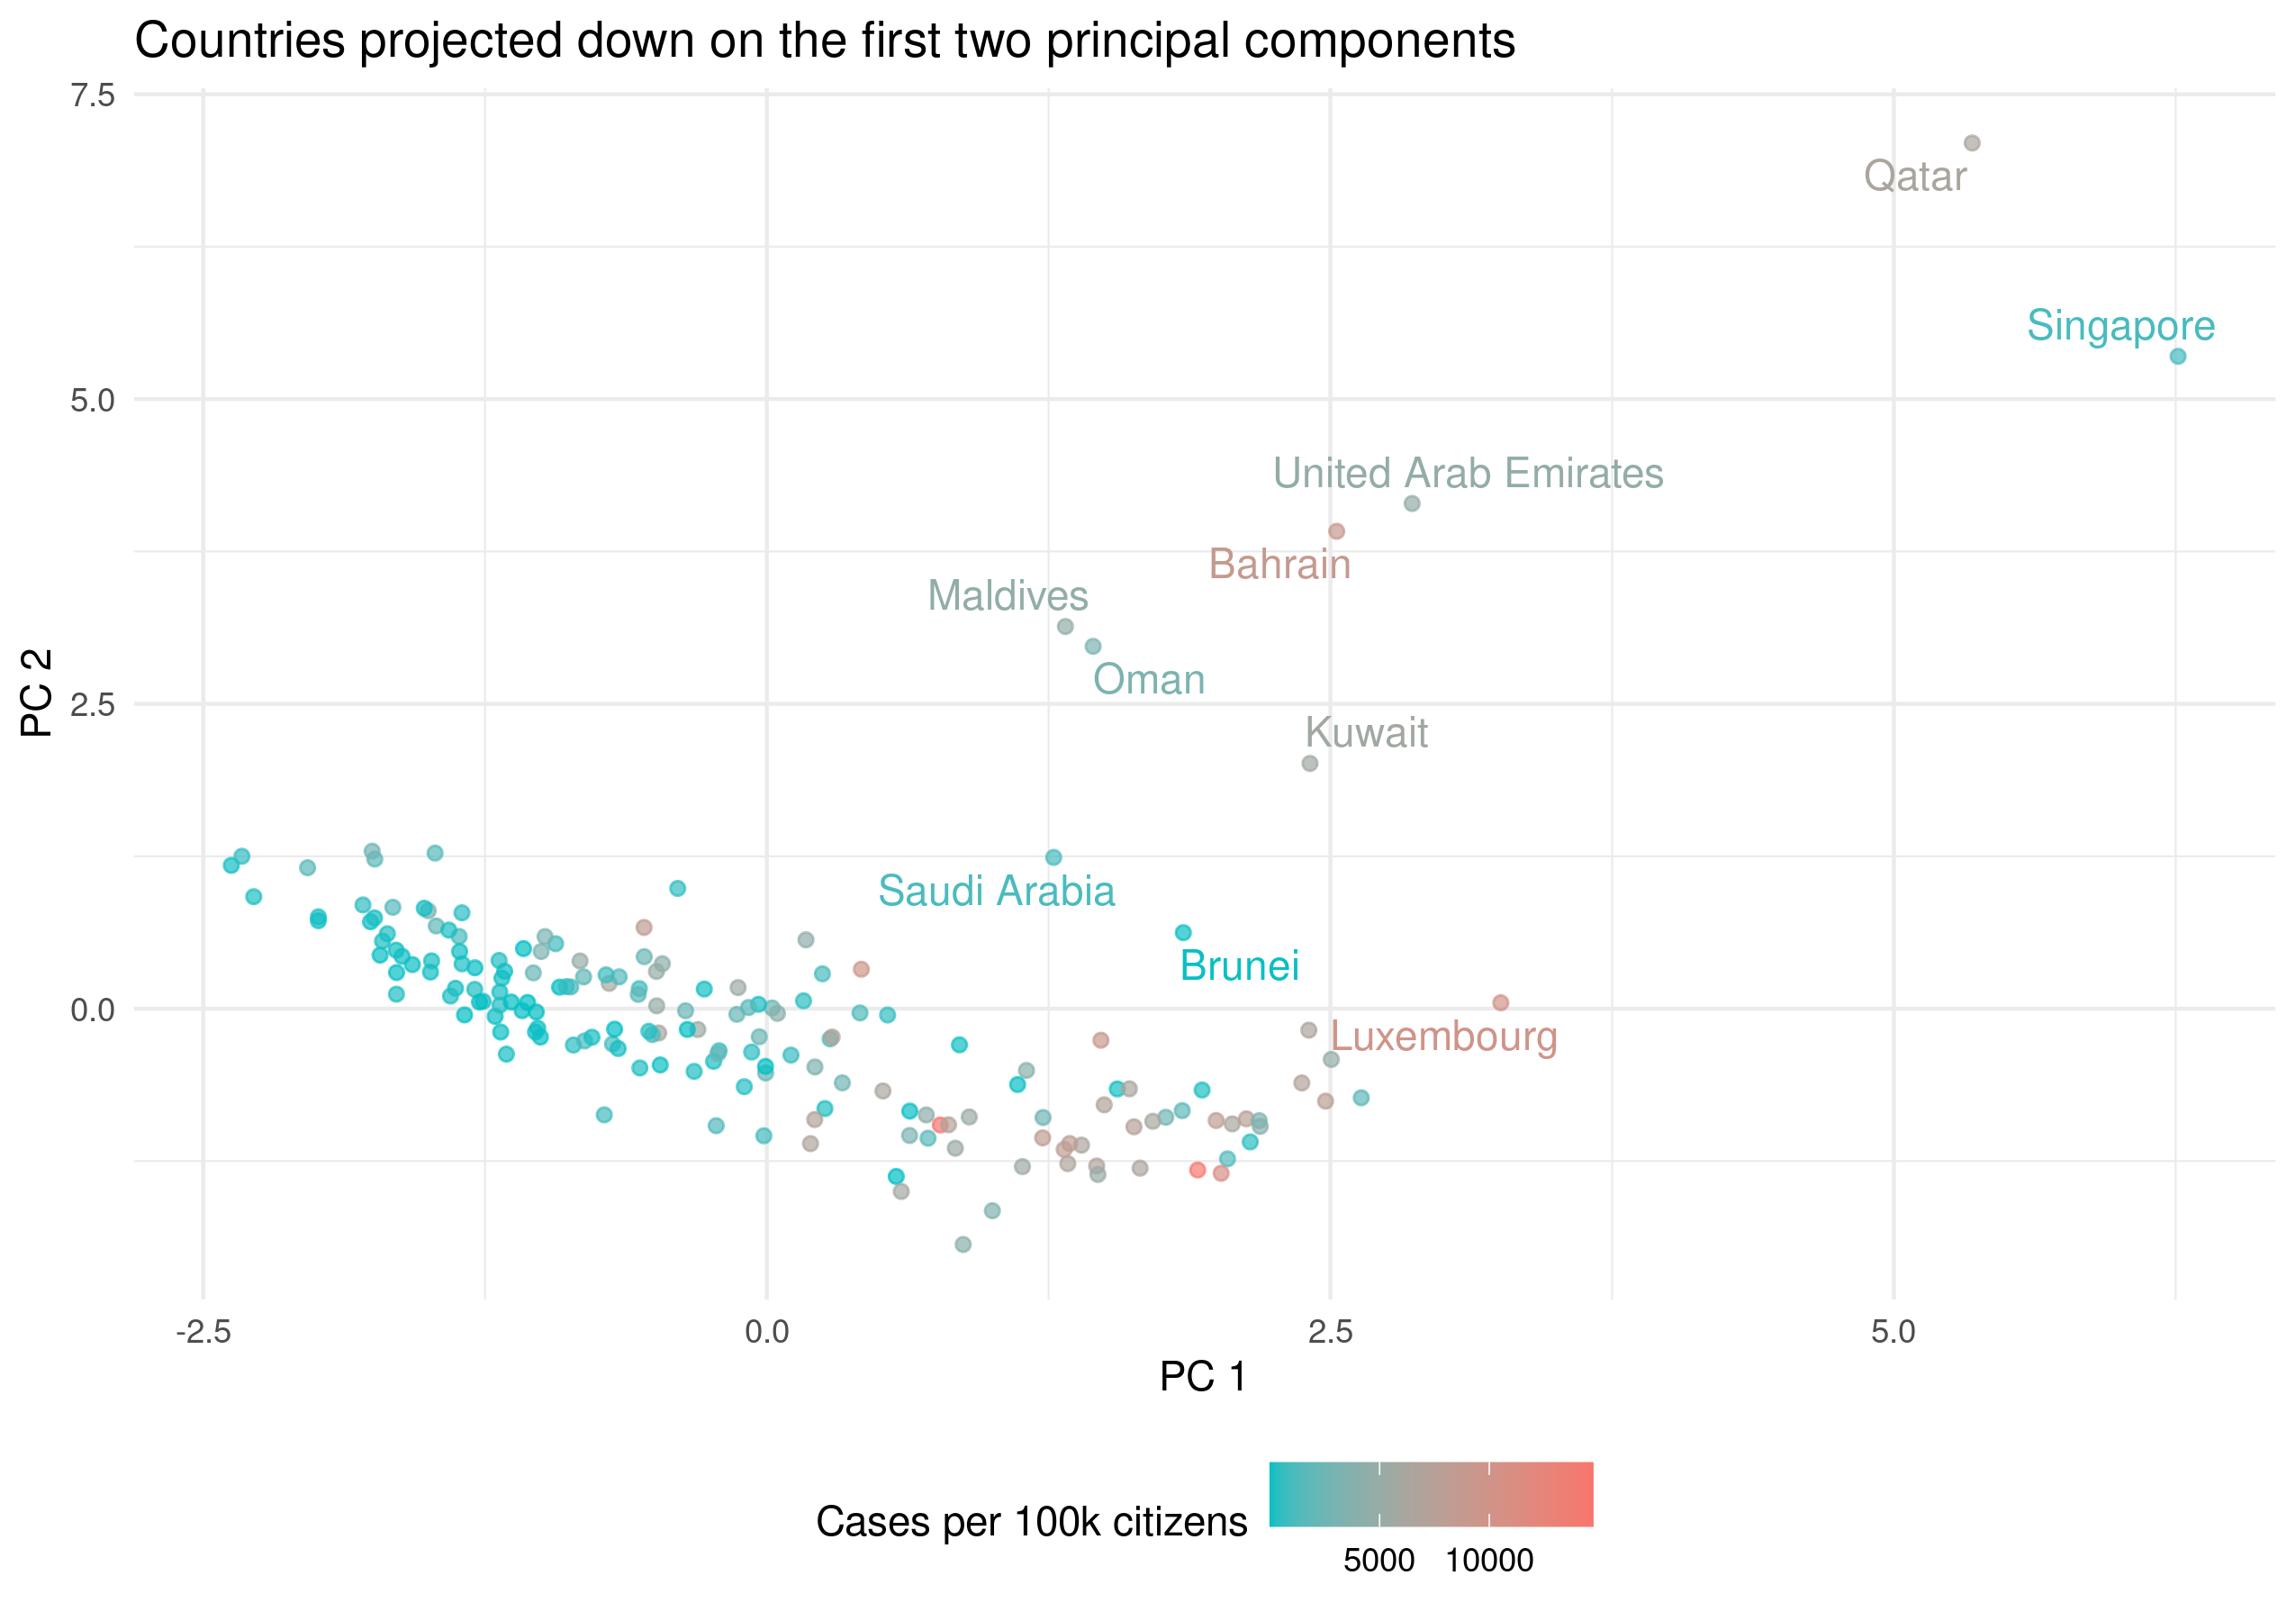 Countries projected down on the first two principal components
7.5
Qatar
Singapore
5.0
United Arab Emirates
Bahrain
Maldives
Oman
PC 2
2.5
Kuwait
Saudi Arabia
Brunei
0.0
Luxembourg
-2.5
0.0
2.5
5.0
PC 1
Cases per 100k citizens
5000
10000